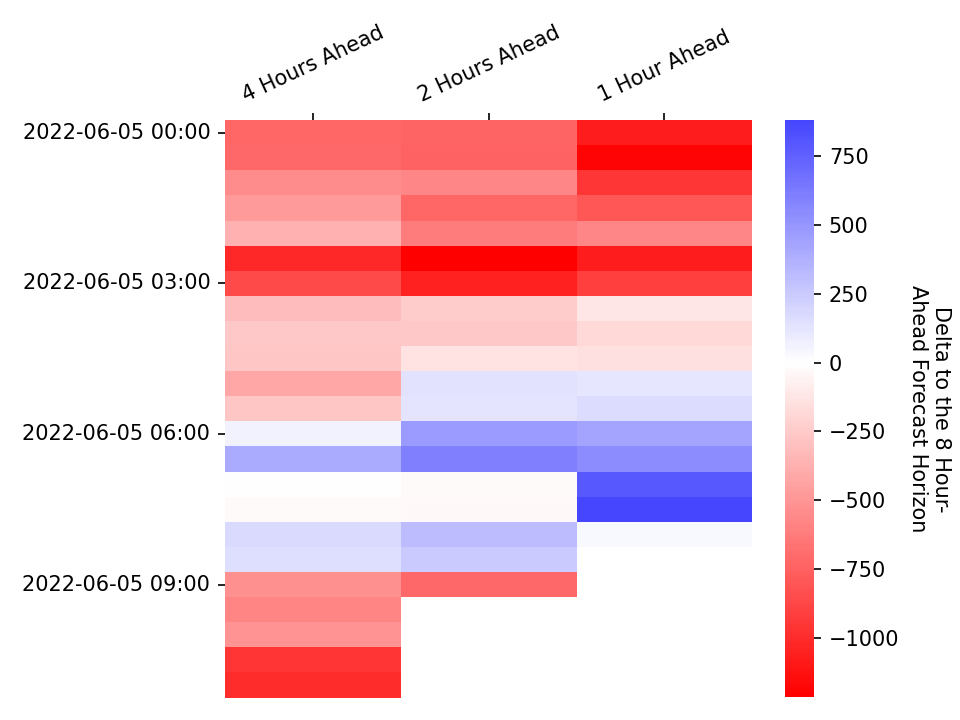 4 Hours Ahead
2 Hours Ahead
1 Hour Ahead
2022-06-05 00:00
2022-06-05 03:00
2022-06-05 06:00
2022-06-05 09:00
750
500
250
0
−250
−500
−750
−1000
Delta to the 8 Hour-
Ahead Forecast Horizon